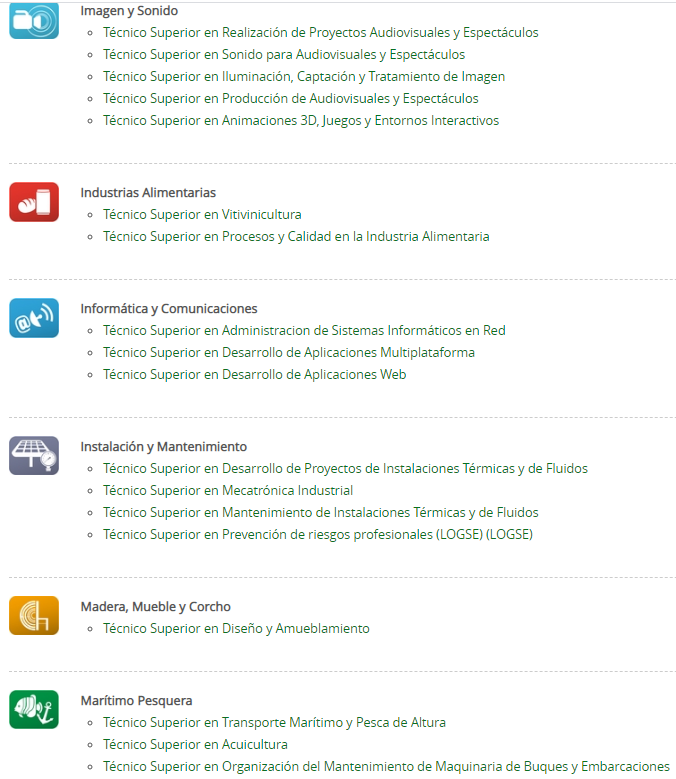 Imagen y Sonido
Técnico Superior en Realización de Proyectos Audiovisuales y Espectáculos
Técnico Superior en Sonido para Audiovisuales y Espectáculos
Técnico Superior en Iluminación, Captación y Tratamiento de Imagen
Técnico Superior en Producción de Audiovisuales y Espectáculos
Técnico Superior en Animaciones 3D, Juegos y Entornos Interactivos
Industrias Alimentarias
Técnico Superior en Vitivinicultura
Técnico Superior en Procesos y Calidad en la Industria Alimentaria
Informática y Comunicaciones
Técnico Superior en Administracion de Sistemas Informáticos en Red
Técnico Superior en Desarrollo de Aplicaciones Multiplataforma
Técnico Superior en Desarrollo de Aplicaciones Web
Instalación y Mantenimiento
Técnico Superior en Desarrollo de Proyectos de Instalaciones Térmicas y de Fluidos
Técnico Superior en Mecatrónica Industrial
Técnico Superior en Mantenimiento de Instalaciones Térmicas y de Fluidos
Técnico Superior en Prevención de riesgos profesionales (LOGSE) (LOGSE)
Madera, Mueble y Corcho
Técnico Superior en Diseño y Amueblamiento
Marítimo Pesquera
Técnico Superior en Transporte Marítimo y Pesca de Altura
Técnico Superior en Acuicultura
Técnico Superior en Organización del Mantenimiento de Maquinaria de Buques y Embarcaciones